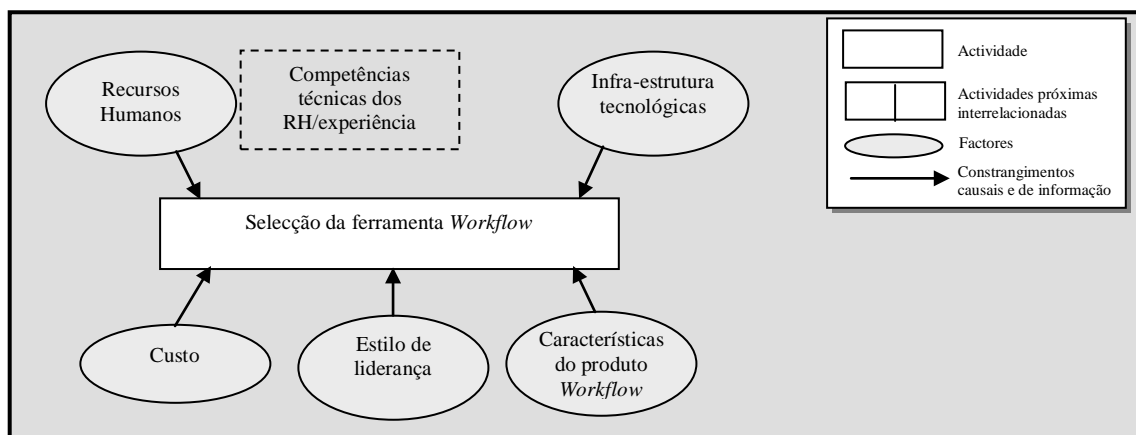 Recursos
Humanos
Competências
técnicas dos
RH/experiência
Infra-estrutura
tecnológicas
Selecção da ferramenta Workflow
Custo
Estilo de
liderança
Características
do produto
Workflow
Actividade
Actividades próximas
interrelacionadas
Factores
Constrangimentos
causais e de informação